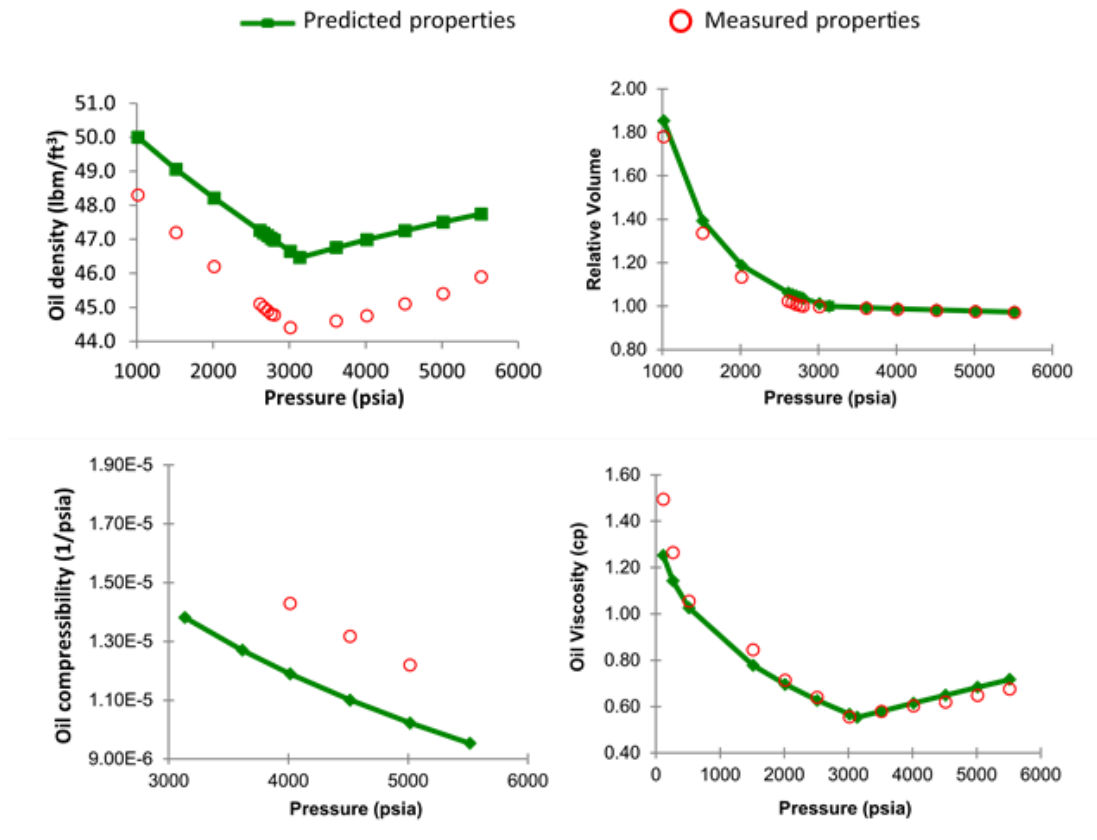 Predicted properties
Measured properties
Oil density (lbm/ft³)
51.0
50.0
49.0
48.0
47.0
46.0
45.0
44.0
1000 2000 3000 4000 5000 6000
Pressure (psia)
Relative Volume
2.00
1.80
1.60
1.40
1.20
1.00
0.80
1000 2000 3000 4000 5000 6000
Pressure (psia)
Oil compressibility (1/psia)
1.90E-5
1.70E-5
1.50E-5
1.30E-5
1.10E-5
9.00E-6
3000 4000 5000 6000
Pressure (psia)
Oil Viscosity (cp)
1.60
1.40
1.20
1.00
0.80
0.60
0.40
0 1000 2000 3000 4000 5000 6000
Pressure (psia)